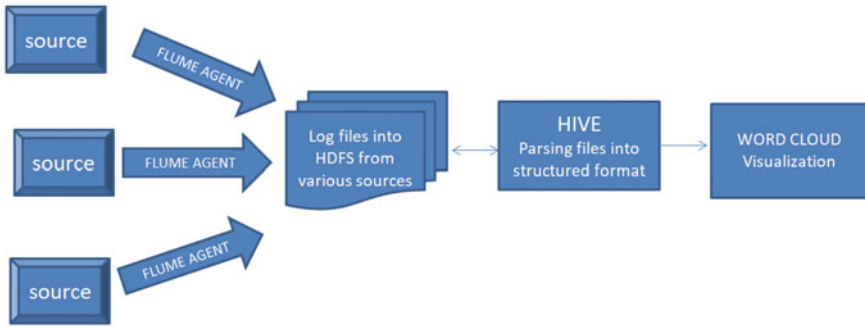 source
FLUME AGENT
source
FLUME AGENT
source
FLUME AGENT
Log files into
HDFS from
various sources
HIVE
Parsing files into
structured format
WORD CLOUD
Visualization